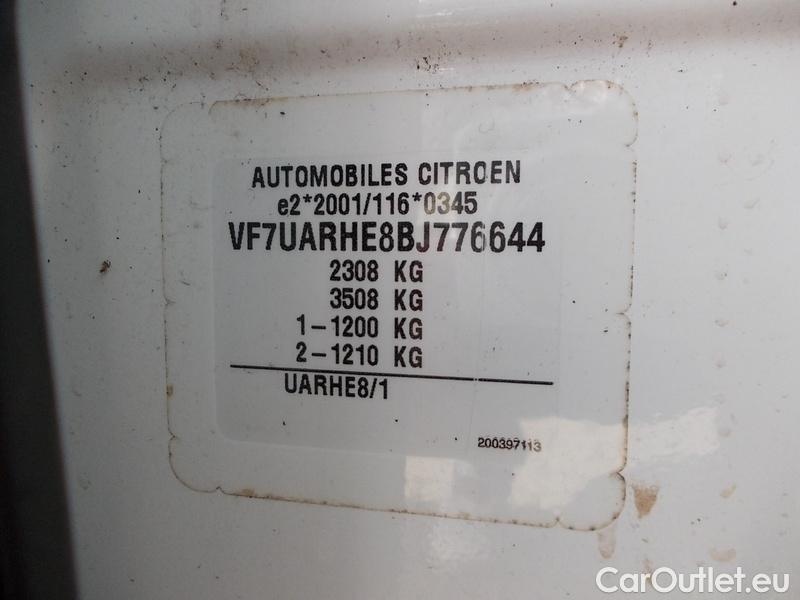 AUTOMOBILES CITROEN
e2*2001/116*0345
VF7UARHE8BJ776644
2308 KG
3508 KG
1-1200 KG
2-1210 KG
UARHE8/1
200397113
CarOutlet.eu